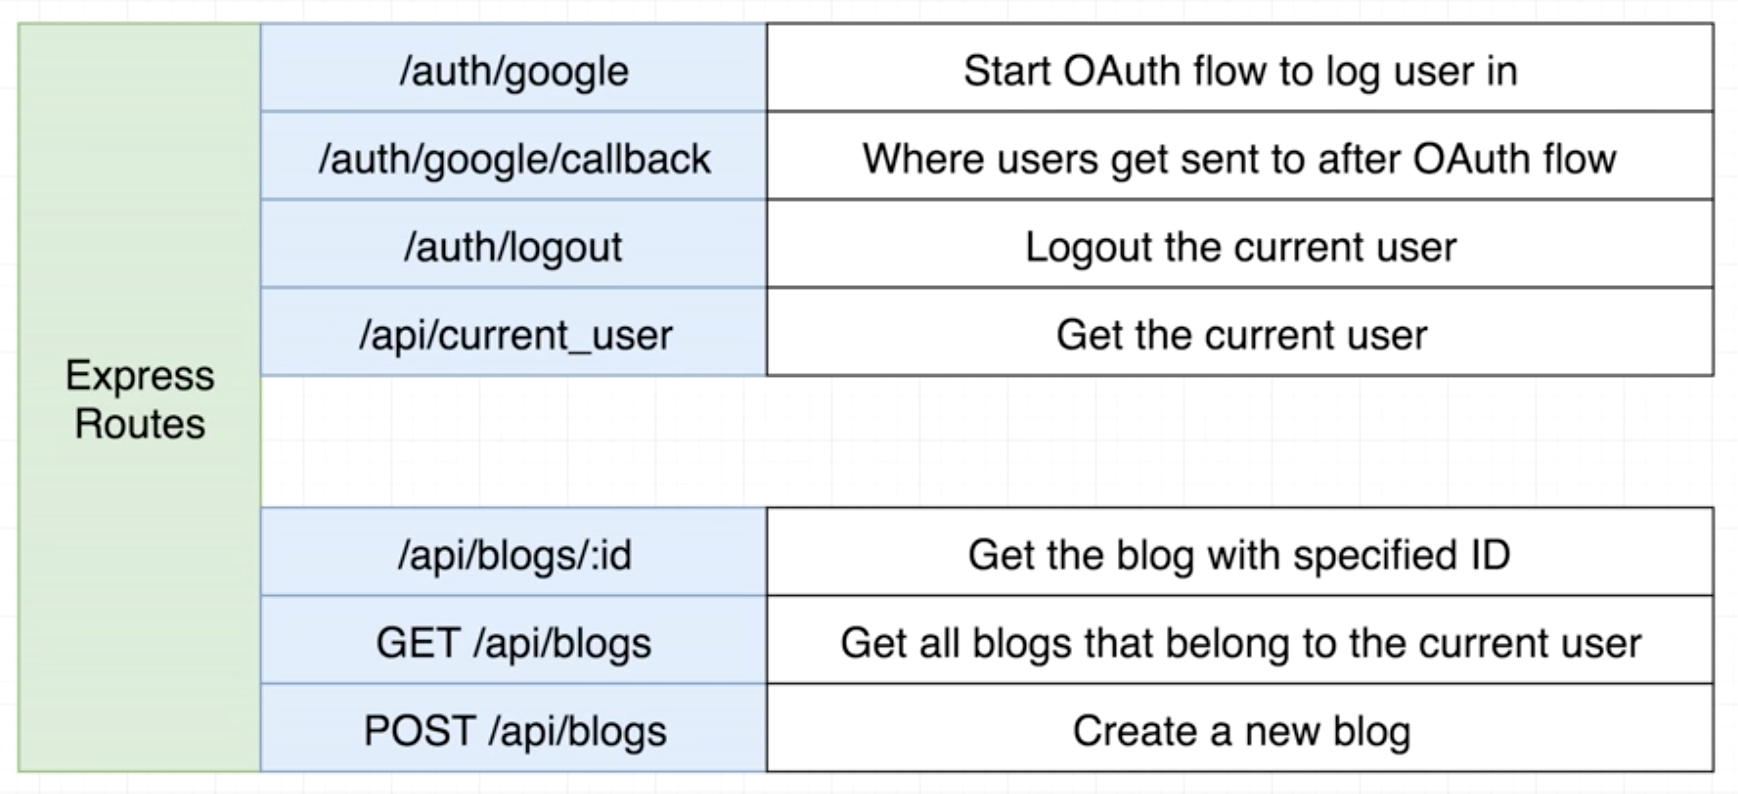 /auth/google
Start OAuth flow to log user in
/auth/google/callback
Where users get sent to after OAuth flow
/auth/logout
Logout the current user
/api/current_user
Get the current user
Express
Routes
/api/blogs/:id
Get the blog with specified ID
GET /api/blogs
Get all blogs that belong to the current user
POST /api/blogs
Create a new blog